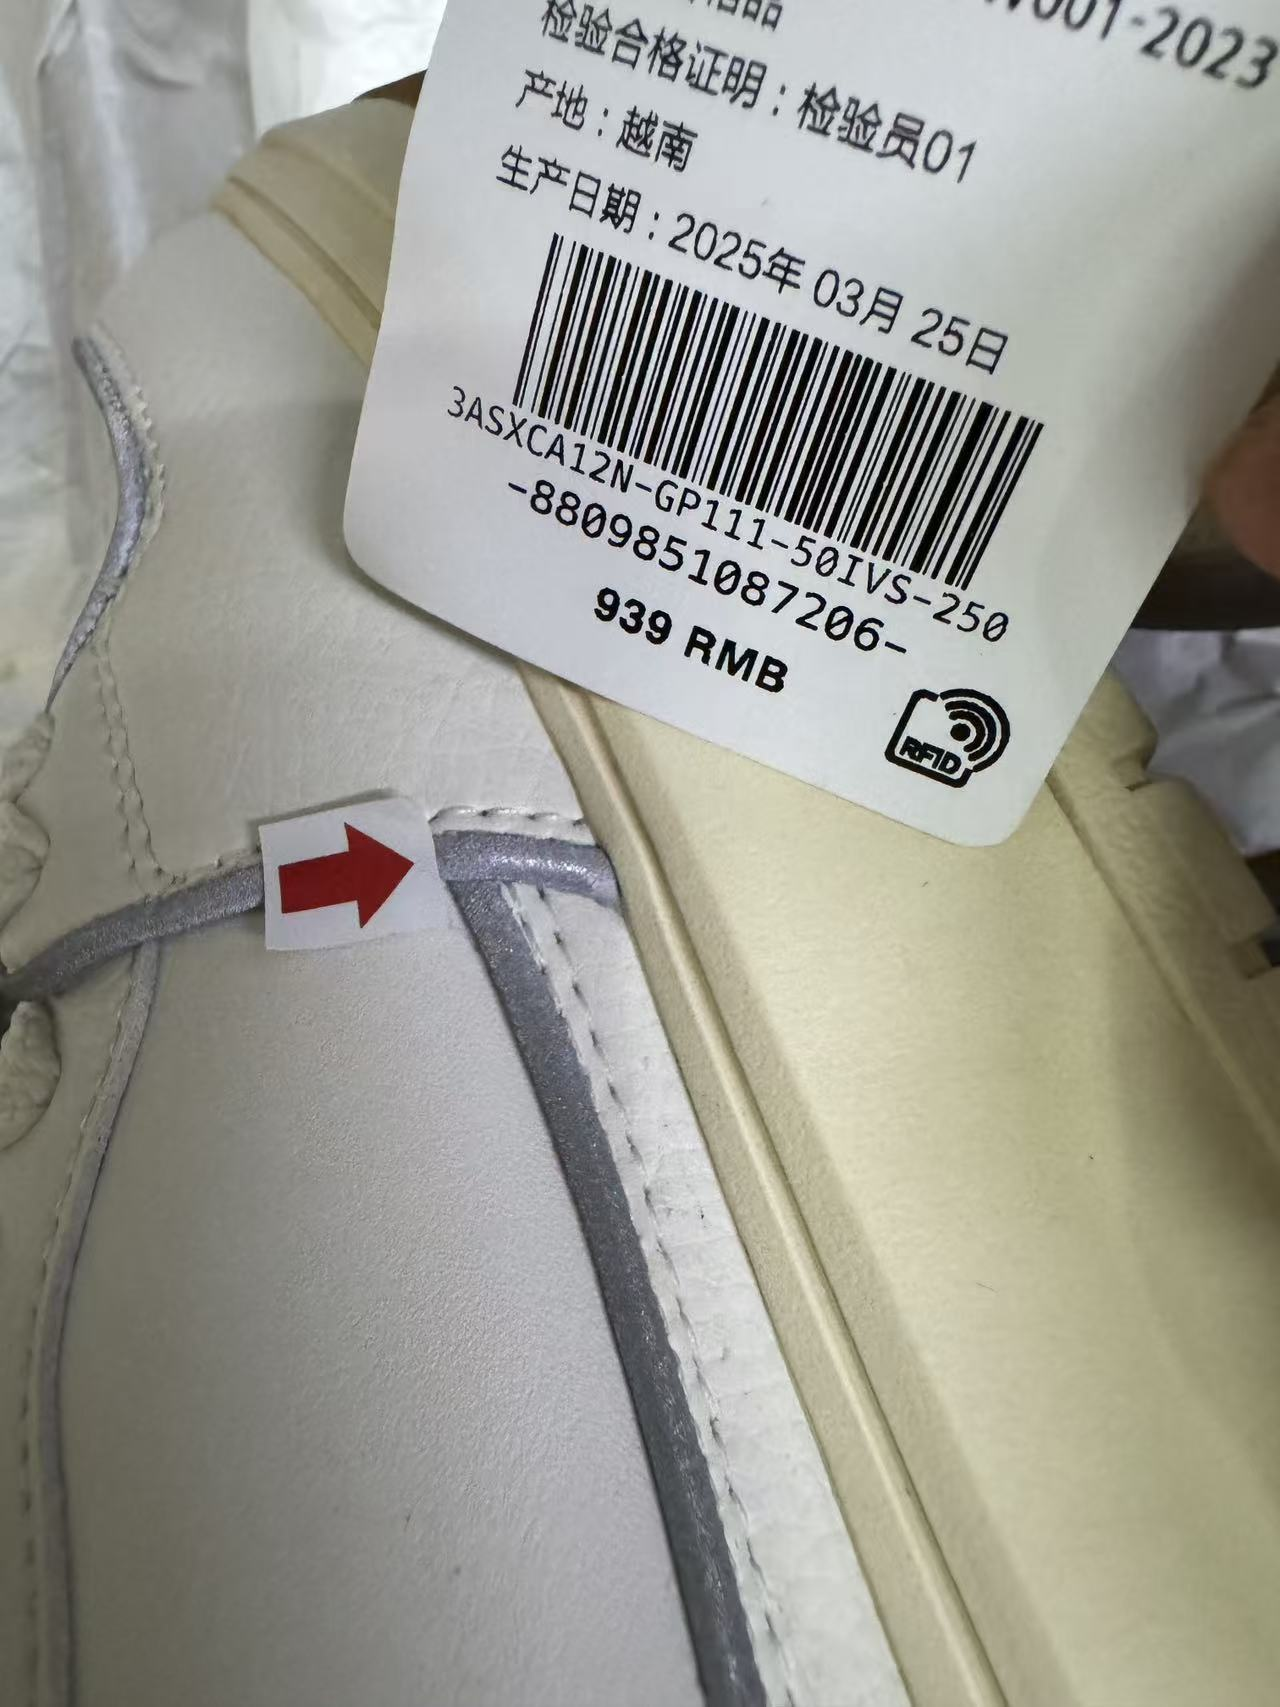 检验合格证明：检验员01
产地：越南
生产日期：2025年 03月 25日
3ASXCA12N-GP111-50IVS-250
-8809851087206-
939 RMB
RFID